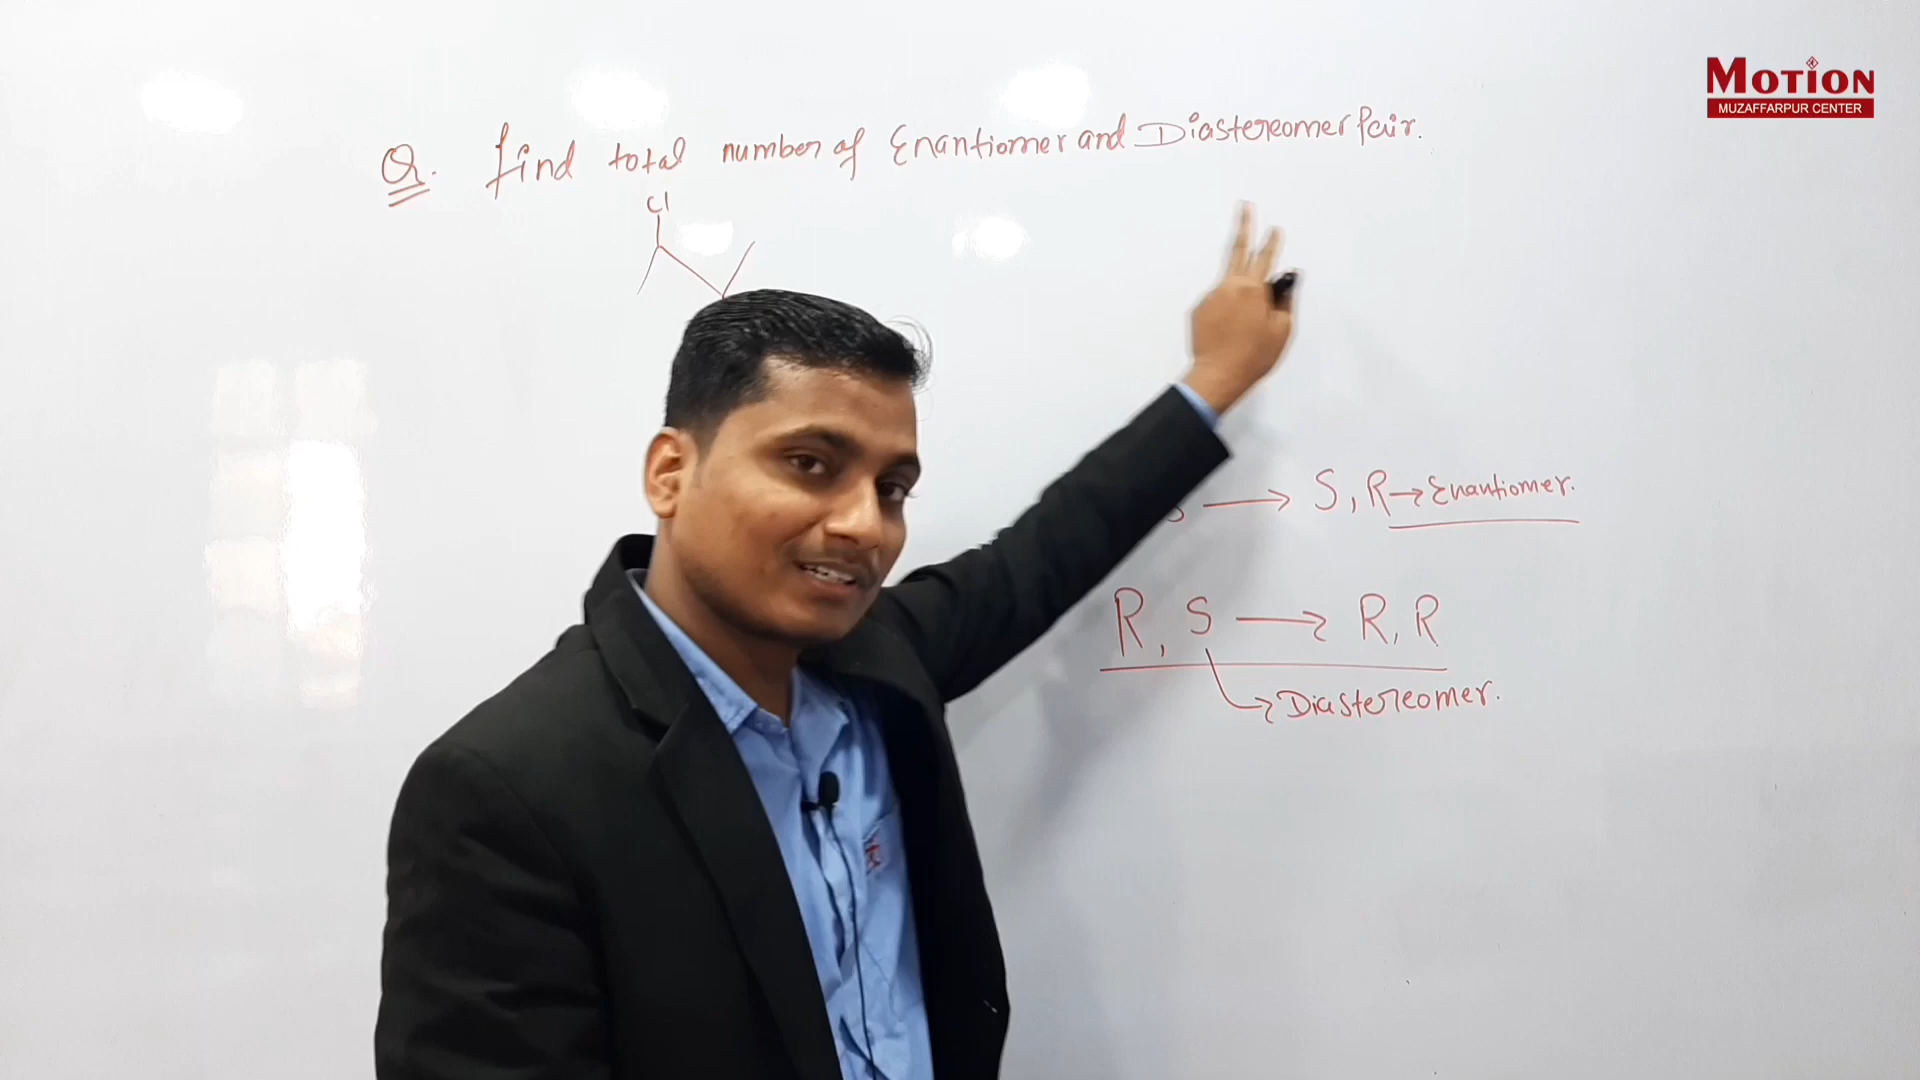 MOTION
MUZAFFARPUR CENTER
Q. find total number of Enantiomer and Diastereomer Pair.
Cl
S → S, R → Enantiomer.
R, S → R, R
→ Diastereomer.